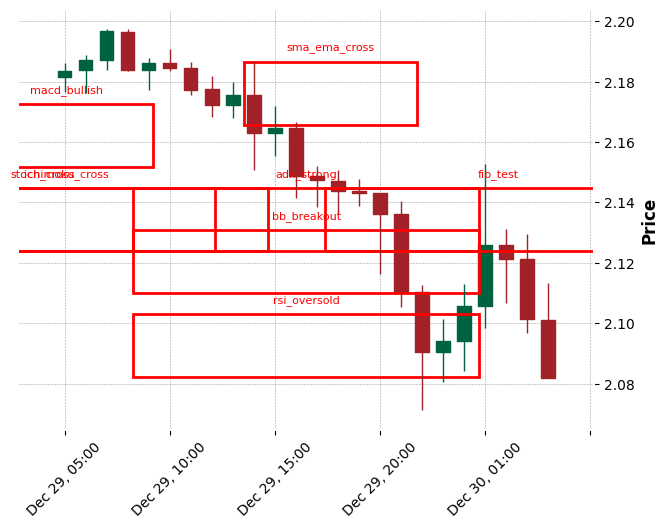 2.20
sma_ema_cross
2.18
macd_bullish
2.16
adx_strong
fib_test
2.14
bb_breakout
2.12
rsi_oversold
2.10
2.08
Price
Dec 29, 05:00
Dec 29, 10:00
Dec 29, 15:00
Dec 29, 20:00
Dec 30, 01:00